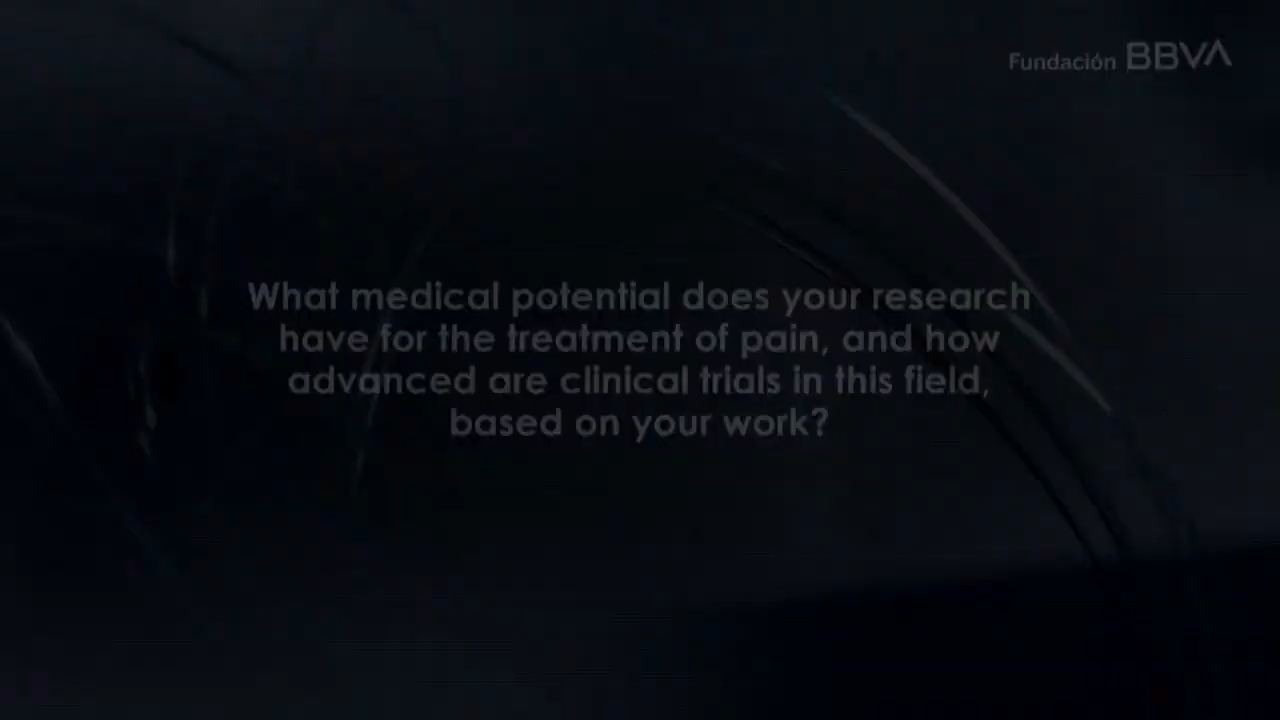 Fundación BBVA
What medical potential does your research
have for the treatment of pain, and how
advanced are clinical trials in this field,
based on your work?